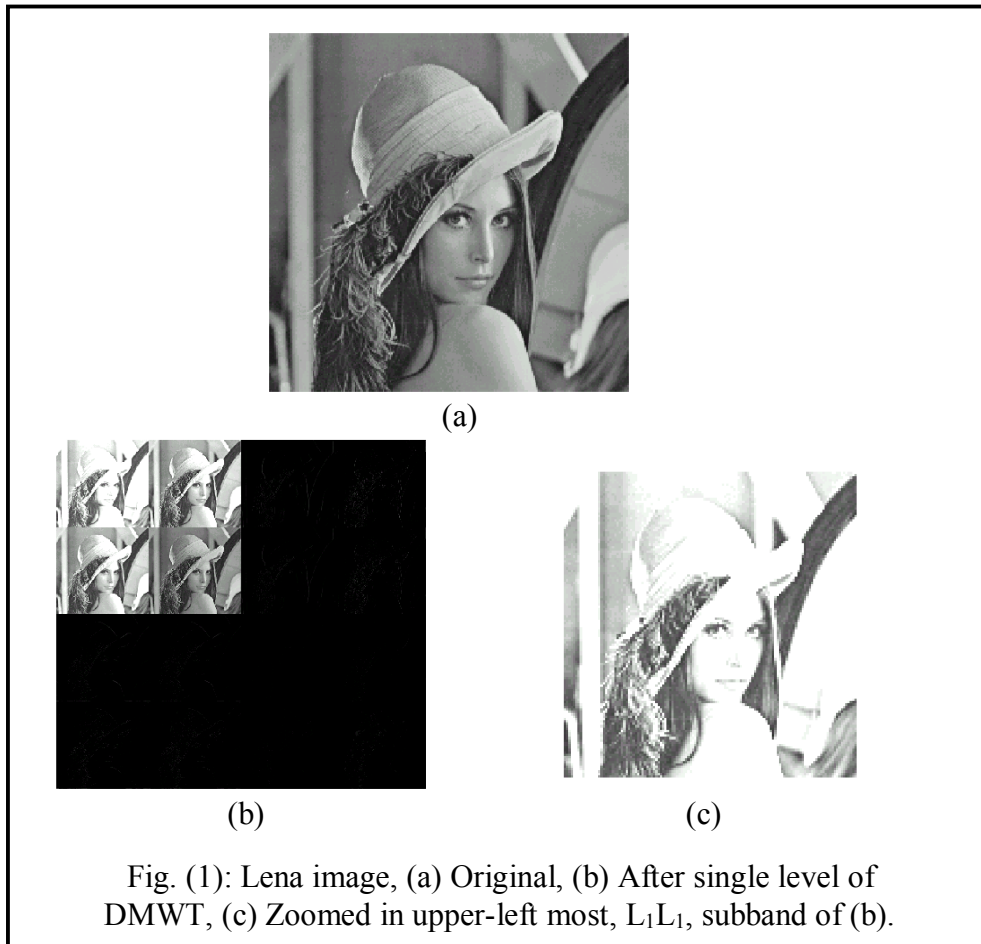 (a)
(b)
(c)
Fig. (1): Lena image, (a) Original, (b) After single level of
DMWT, (c) Zoomed in upper-left most, L₁L₁, subband of (b).